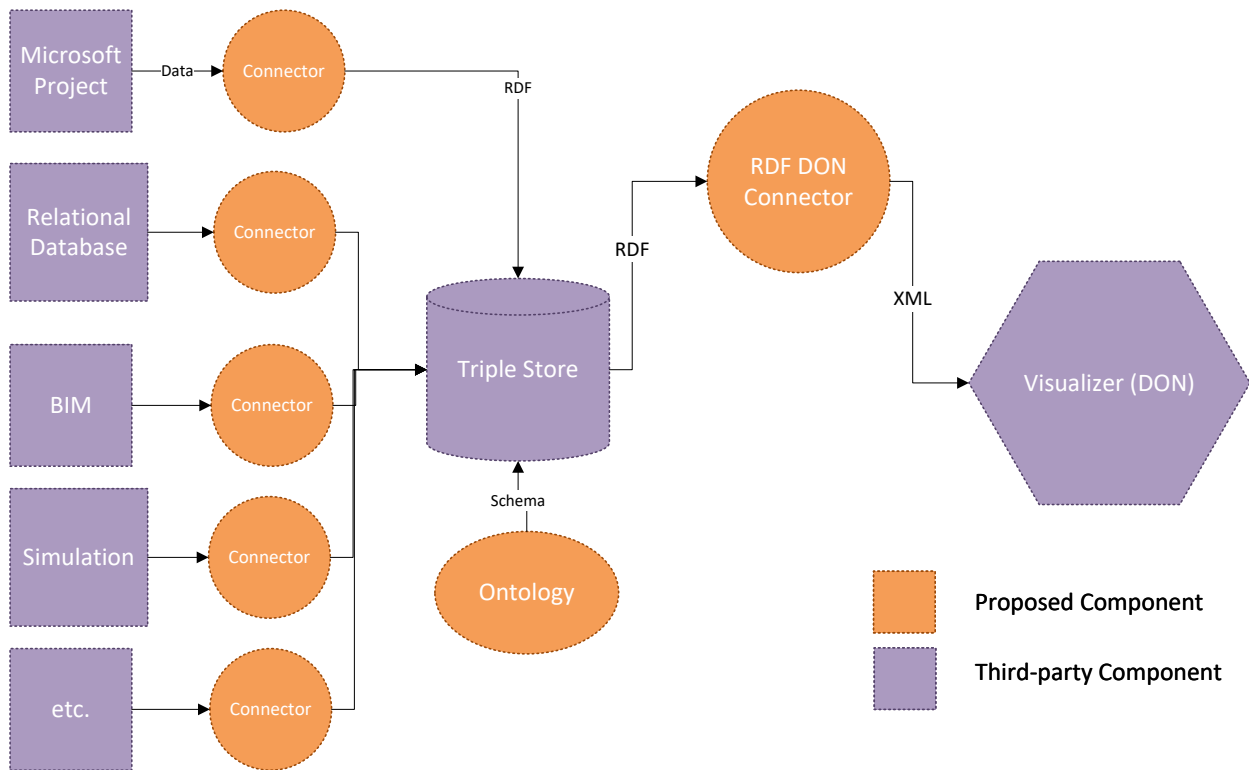 Microsoft
Project
Data
Connector
RDF
Relational
Database
Connector
BIM
Connector
Simulation
Connector
etc.
Connector
Triple Store
Schema
Ontology
RDF
RDF DON
Connector
XML
Visualizer (DON)
Proposed Component
Third-party Component